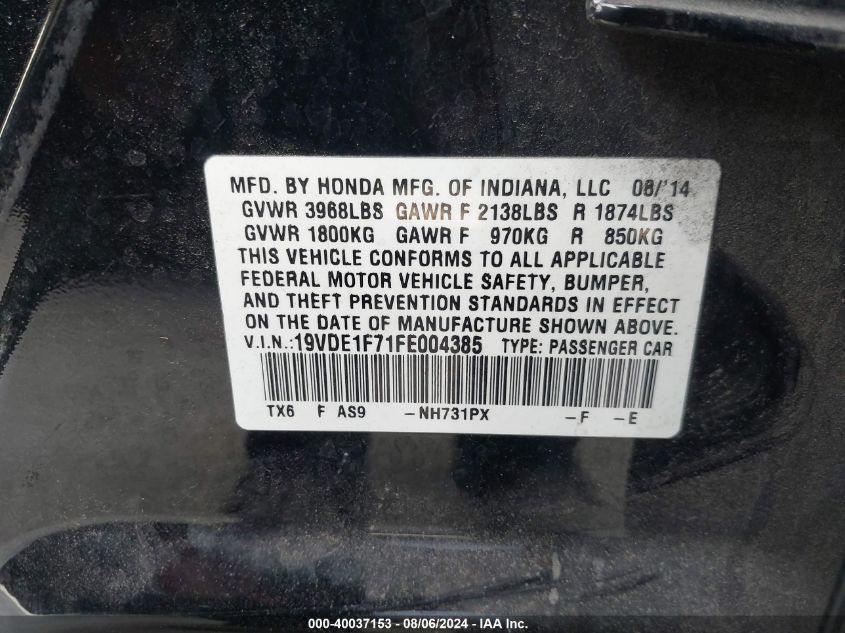 MFD. BY HONDA MFG. OF INDIANA, LLC 08/'14
GVWR 3968LBS GAWR F 2138LBS R 1874LBS
GVWR 1800KG GAWR F 970KG R 850KG
THIS VEHICLE CONFORMS TO ALL APPLICABLE
FEDERAL MOTOR VEHICLE SAFETY, BUMPER,
AND THEFT PREVENTION STANDARDS IN EFFECT
ON THE DATE OF MANUFACTURE SHOWN ABOVE.
V.I.N.:19VDE1F71FE004385 TYPE: PASSENGER CAR
TX6 F AS9 -NH731PX -F -E
000-40037153 - 08/06/2024 - IAA Inc.